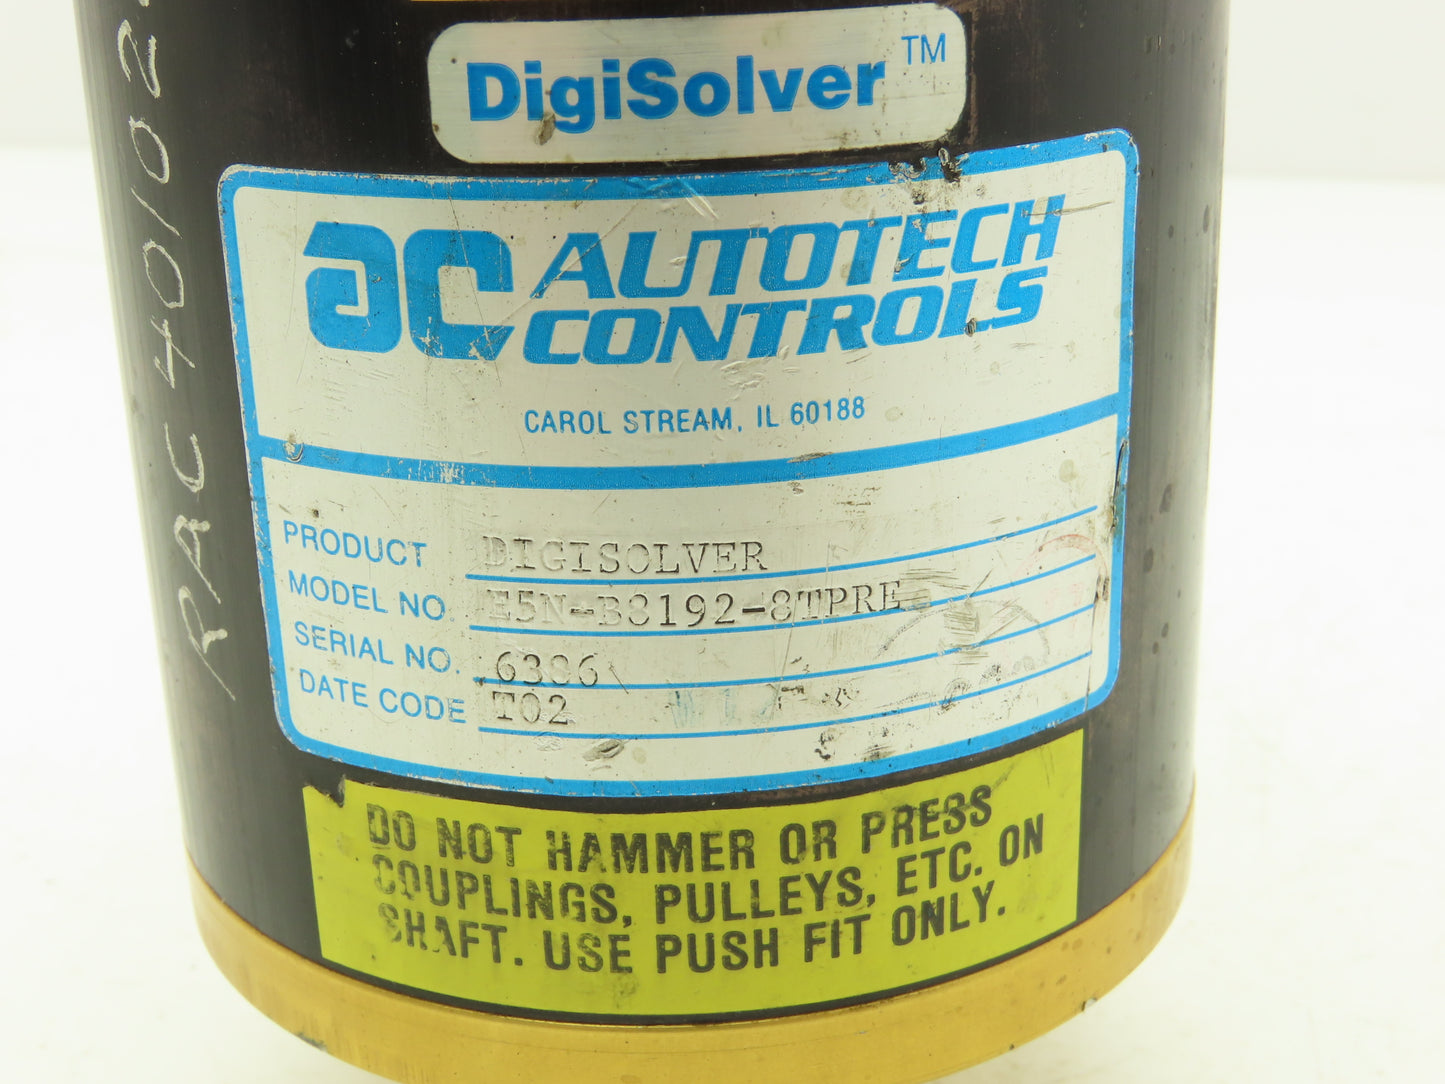 DigiSolver™
AUTOTECH
CONTROLS
CAROL STREAM, IL 60188
PRODUCT DIGISOLVER
MODEL NO E5N-B8192-8TPRE
SERIAL NO. 6386
DATE CODE T02
DO NOT HAMMER OR PRESS
COUPLINGS, PULLEYS, ETC. ON
SHAFT. USE PUSH FIT ONLY.